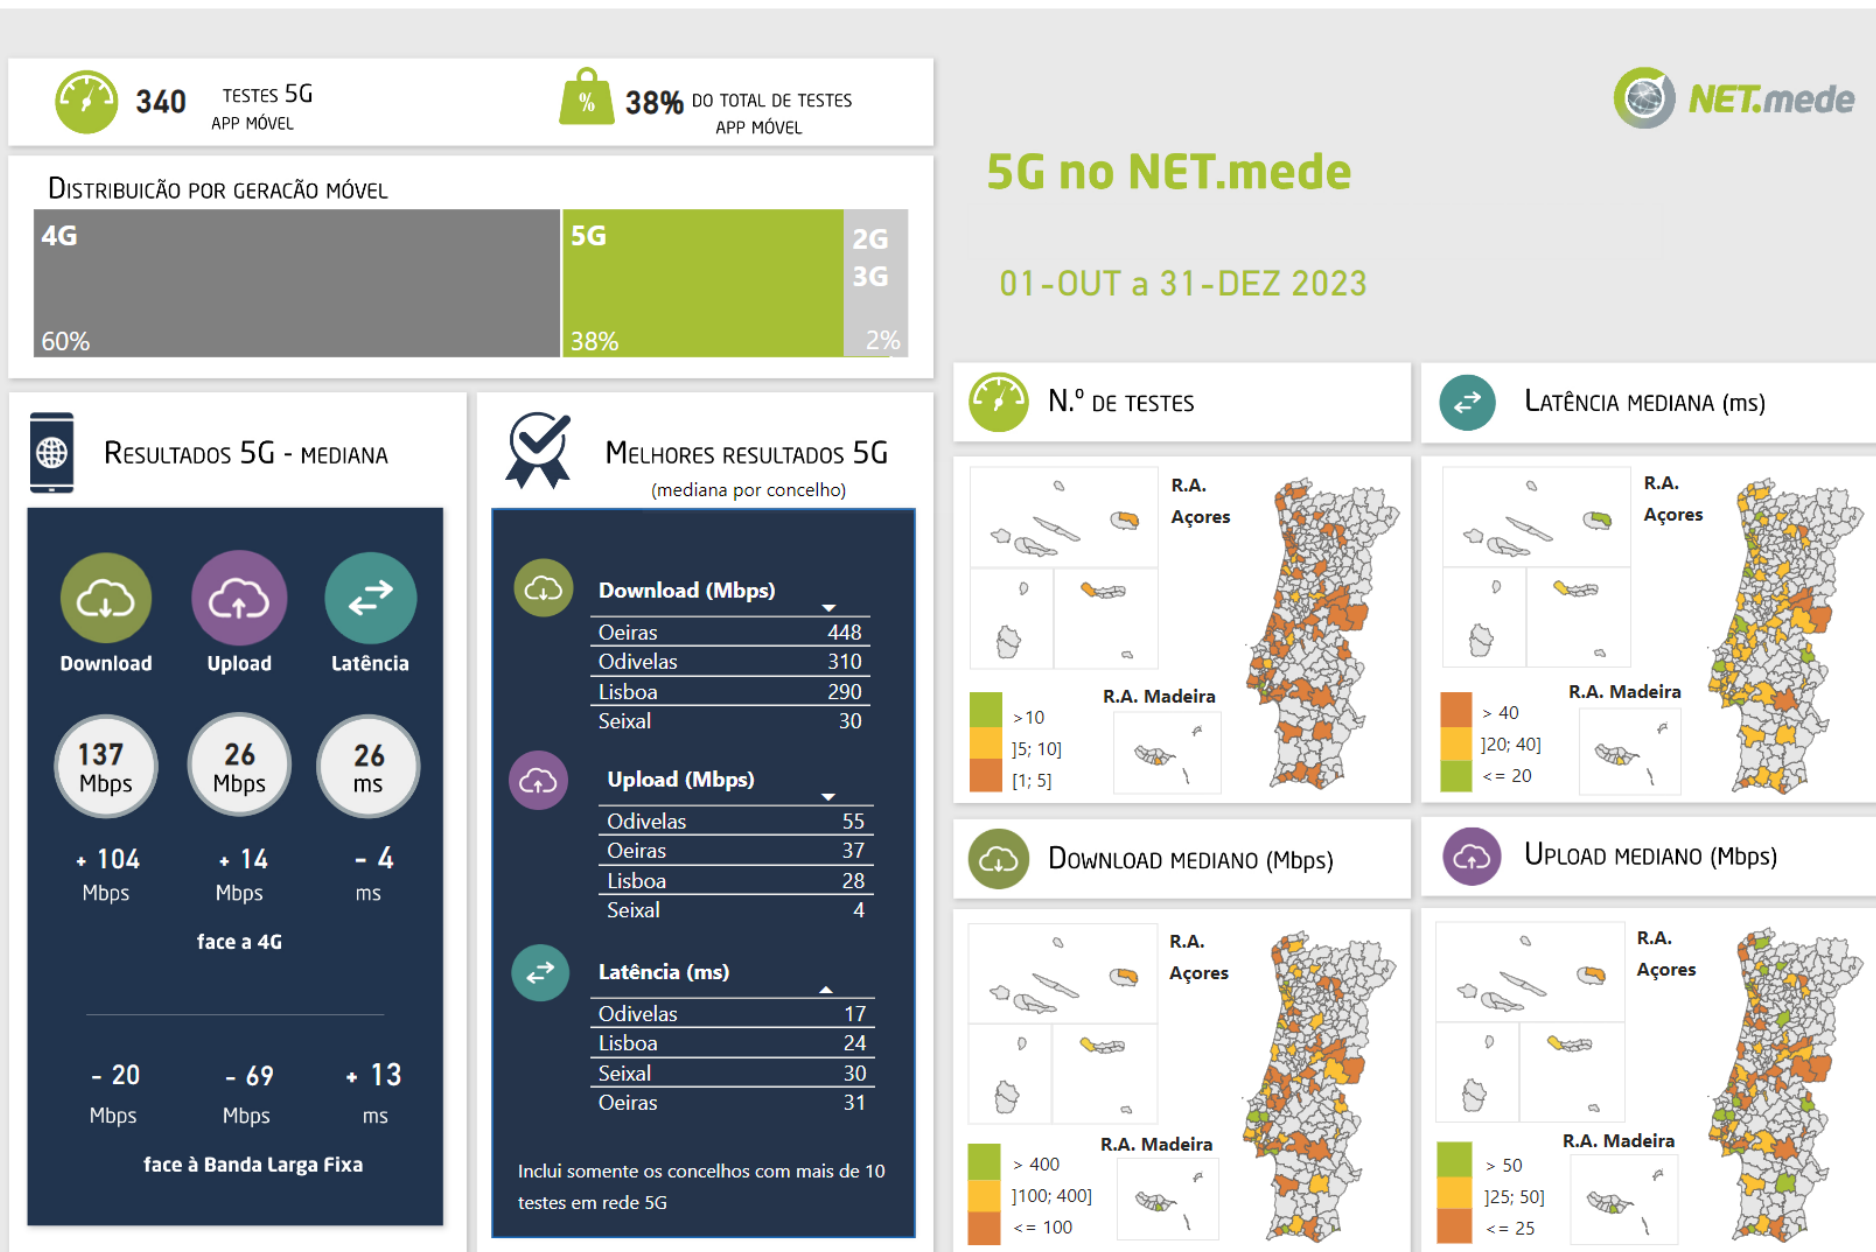 340 TESTES 5G
APP MÓVEL
% 38% DO TOTAL DE TESTES
APP MÓVEL
DISTRIBUICÃO POR GERACÃO MÓVEL
4G
60%
5G
38%
2G
3G
2%
NET.mede
5G no NET.mede
01-OUT a 31-DEZ 2023
RESULTADOS 5G - MEDIANA
Download Upload Latência
137 26 26
Mbps Mbps ms
+ 104 + 14 - 4
Mbps Mbps ms
face a 4G
- 20 - 69 + 13
Mbps Mbps ms
face à Banda Larga Fixa
MELHORES RESULTADOS 5G
(mediana por concelho)
Download (Mbps)
Oeiras 448
Odivelas 310
Lisboa 290
Seixal 30
Upload (Mbps)
Odivelas 55
Oeiras 37
Lisboa 28
Seixal 4
Latência (ms)
Odivelas 17
Lisboa 24
Seixal 30
Oeiras 31
Inclui somente os concelhos com mais de 10
testes em rede 5G
N.º DE TESTES
R.A.
Açores
R.A. Madeira
>10
]5; 10]
[1; 5]
LATÊNCIA MEDIANA (ms)
R.A.
Açores
R.A. Madeira
> 40
]20; 40]
<= 20
DOWNLOAD MEDIANO (Mbps)
R.A.
Açores
R.A. Madeira
> 400
]100; 400]
<= 100
UPLOAD MEDIANO (Mbps)
R.A.
Açores
R.A. Madeira
> 50
]25; 50]
<= 25